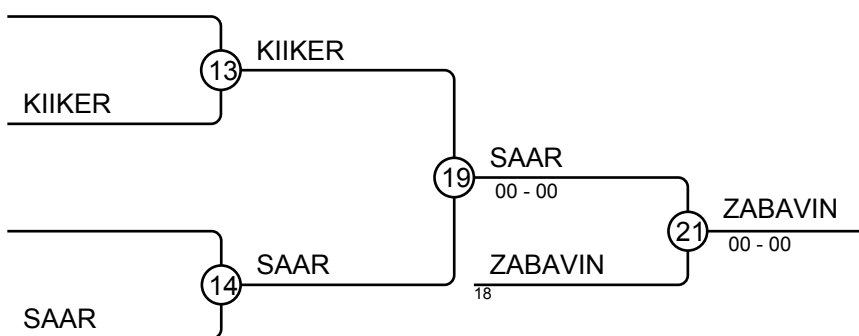 KIIKER
13
KIIKER
SAAR
19
00 - 00
ZABAVIN
21
00 - 00
SAAR
14
ZABAVIN
18
SAAR